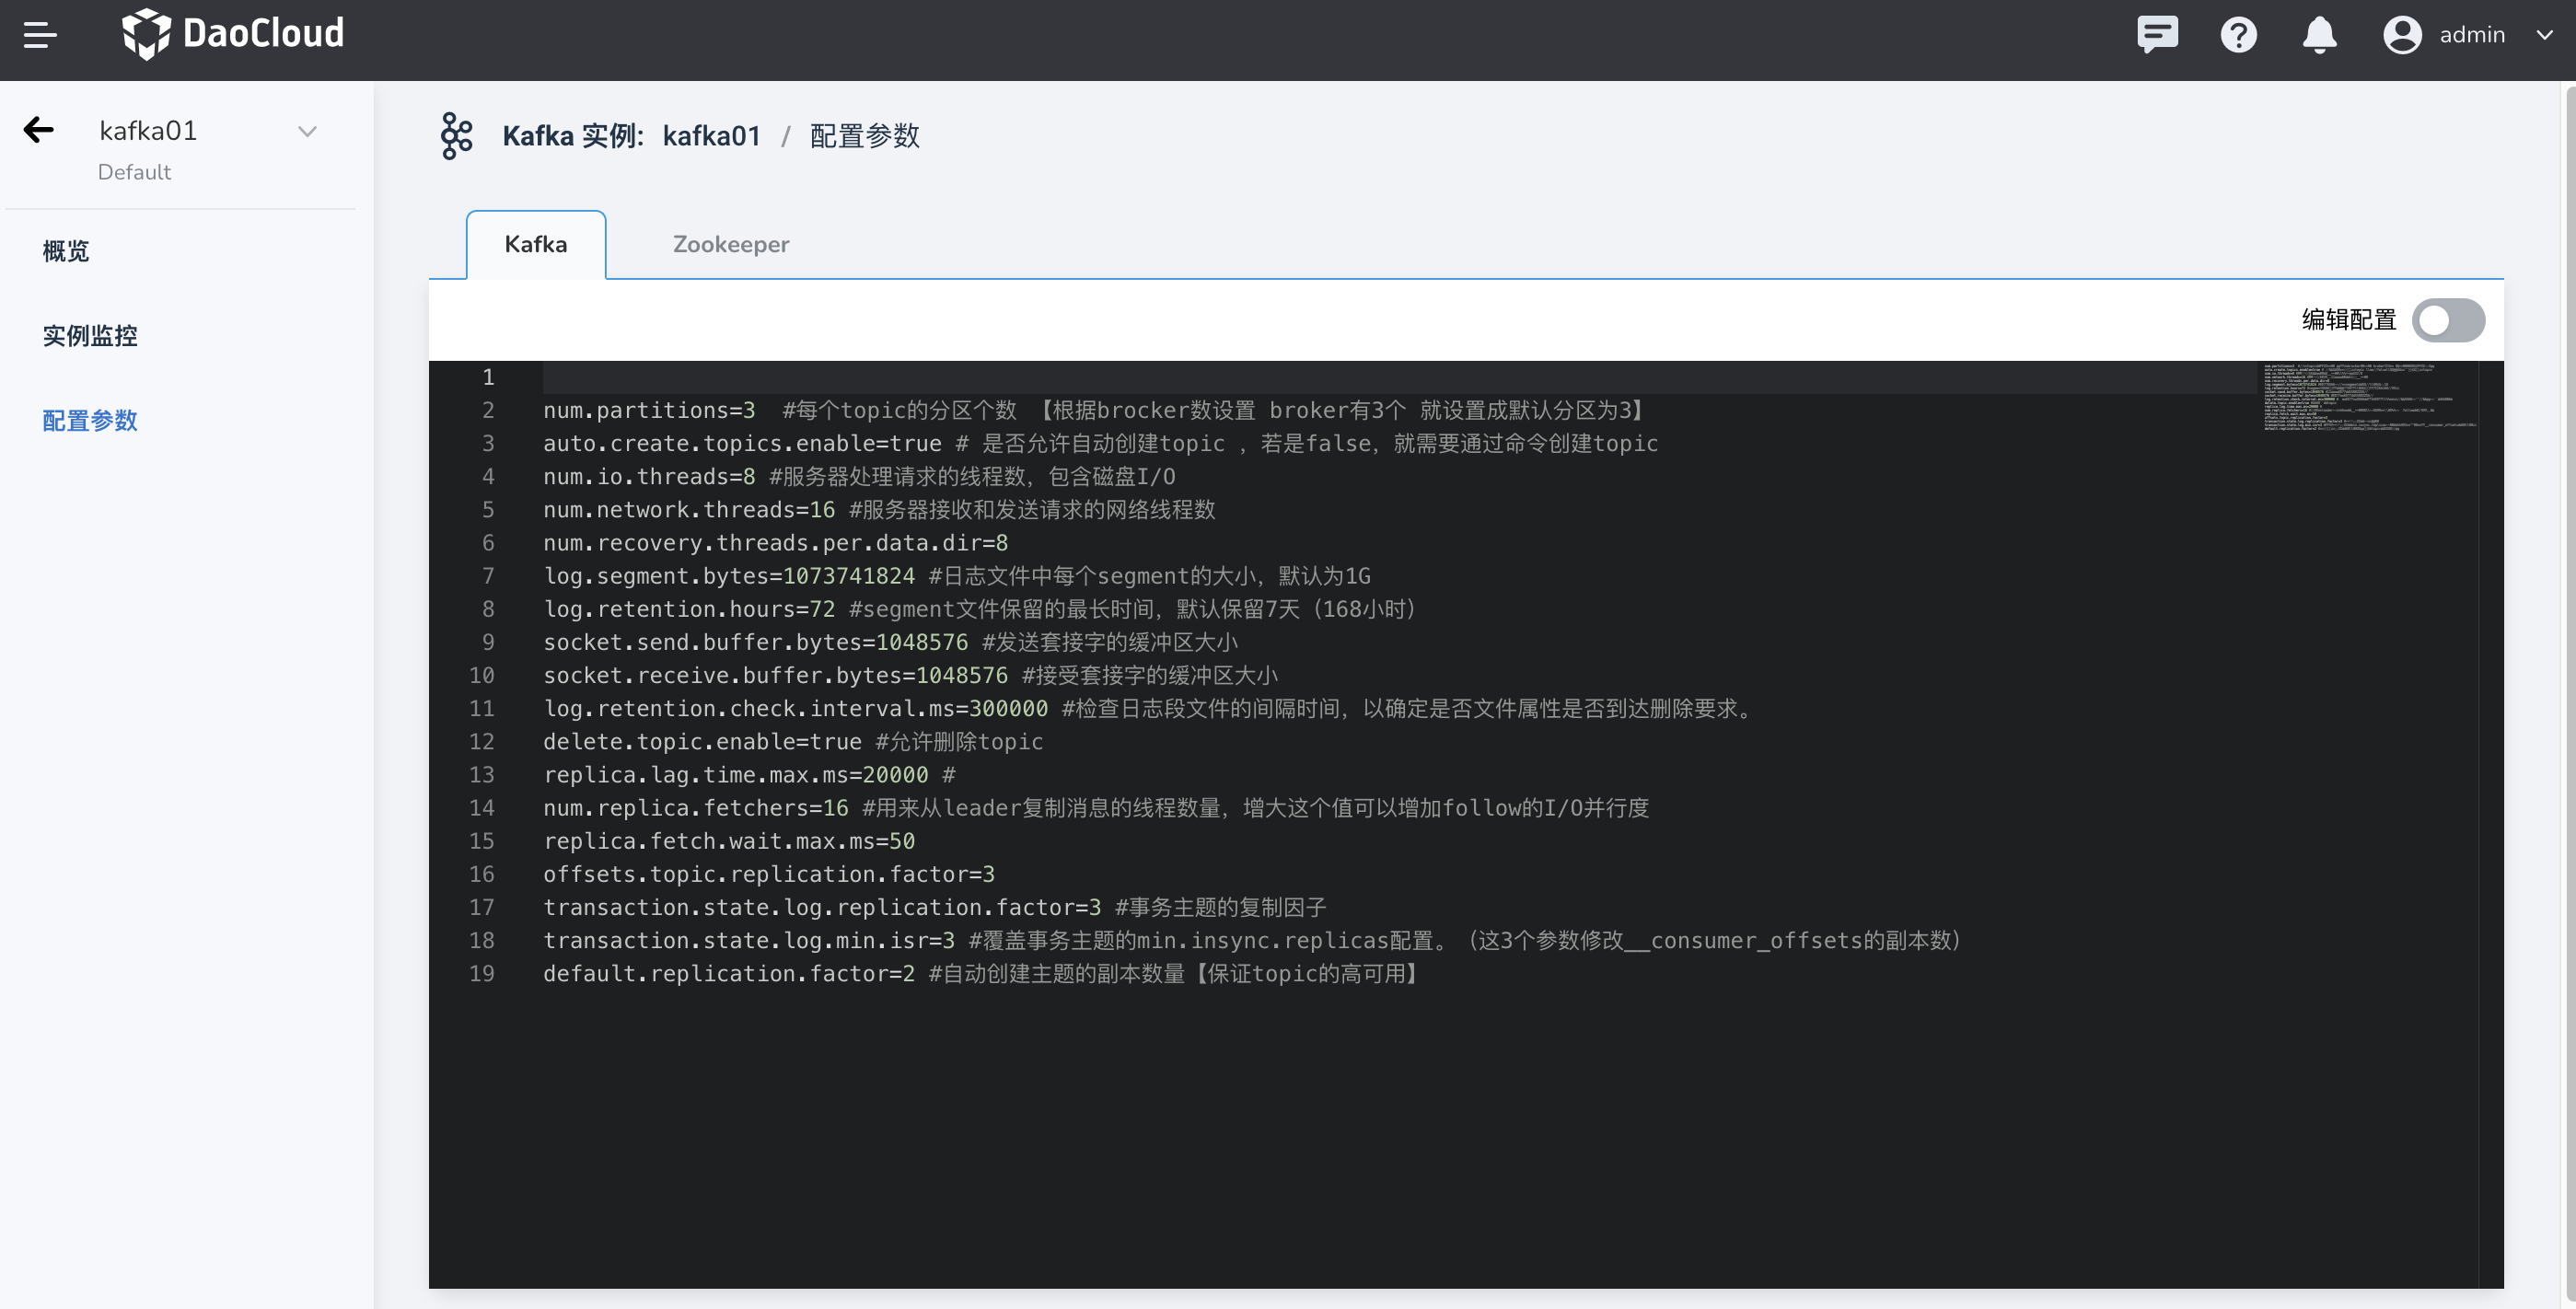 DaoCloud
admin
kafka01
Default
概览
实例监控
配置参数
Kafka 实例: kafka01 / 配置参数
Kafka Zookeeper
编辑配置
1
2 num.partitions=3  #每个topic的分区个数 【根据brocker数设置 broker有3个 就设置成默认分区为3】
3 auto.create.topics.enable=true # 是否允许自动创建topic ，若是false，就需要通过命令创建topic
4 num.io.threads=8 #服务器处理请求的线程数，包含磁盘I/O
5 num.network.threads=16 #服务器接收和发送请求的网络线程数
6 num.recovery.threads.per.data.dir=8
7 log.segment.bytes=1073741824 #日志文件中每个segment的大小，默认为1G
8 log.retention.hours=72 #segment文件保留的最长时间，默认保留7天（168小时）
9 socket.send.buffer.bytes=1048576 #发送套接字的缓冲区大小
10 socket.receive.buffer.bytes=1048576 #接受套接字的缓冲区大小
11 log.retention.check.interval.ms=300000 #检查日志段文件的间隔时间，以确定是否文件属性是否到达删除要求。
12 delete.topic.enable=true #允许删除topic
13 replica.lag.time.max.ms=20000 #
14 num.replica.fetchers=16 #用来从leader复制消息的线程数量，增大这个值可以增加follow的I/O并行度
15 replica.fetch.wait.max.ms=50
16 offsets.topic.replication.factor=3
17 transaction.state.log.replication.factor=3 #事务主题的复制因子
18 transaction.state.log.min.isr=3 #覆盖事务主题的min.insync.replicas配置。（这3个参数修改__consumer_offsets的副本数）
19 default.replication.factor=2 #自动创建主题的副本数量【保证topic的高可用】